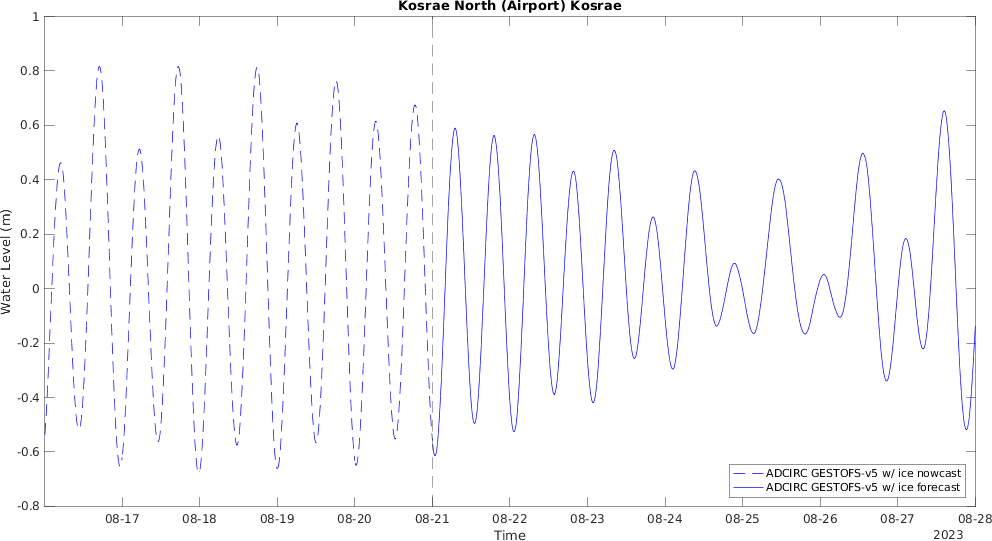 Kosrae North (Airport) Kosrae
Water Level (m)
1
0.8
0.6
0.4
0.2
0
-0.2
-0.4
-0.6
-0.8
ADCIRC GESTOFS-v5 w/ ice nowcast
ADCIRC GESTOFS-v5 w/ ice forecast
08-17 08-18 08-19 08-20 08-21 08-22 08-23 08-24 08-25 08-26 08-27 08-28
Time
2023